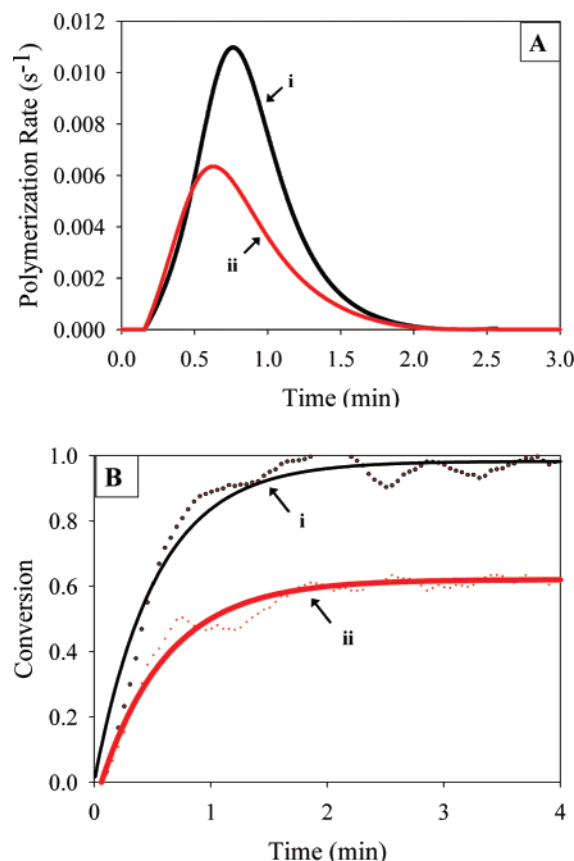 A
Polymerization Rate (s⁻¹)
0.012
0.010
0.008
0.006
0.004
0.002
0.000
i
ii
0.0 0.5 1.0 1.5 2.0 2.5 3.0
Time (min)
B
Conversion
1.0
0.8
0.6
0.4
0.2
0.0
i
ii
0 1 2 3 4
Time (min)